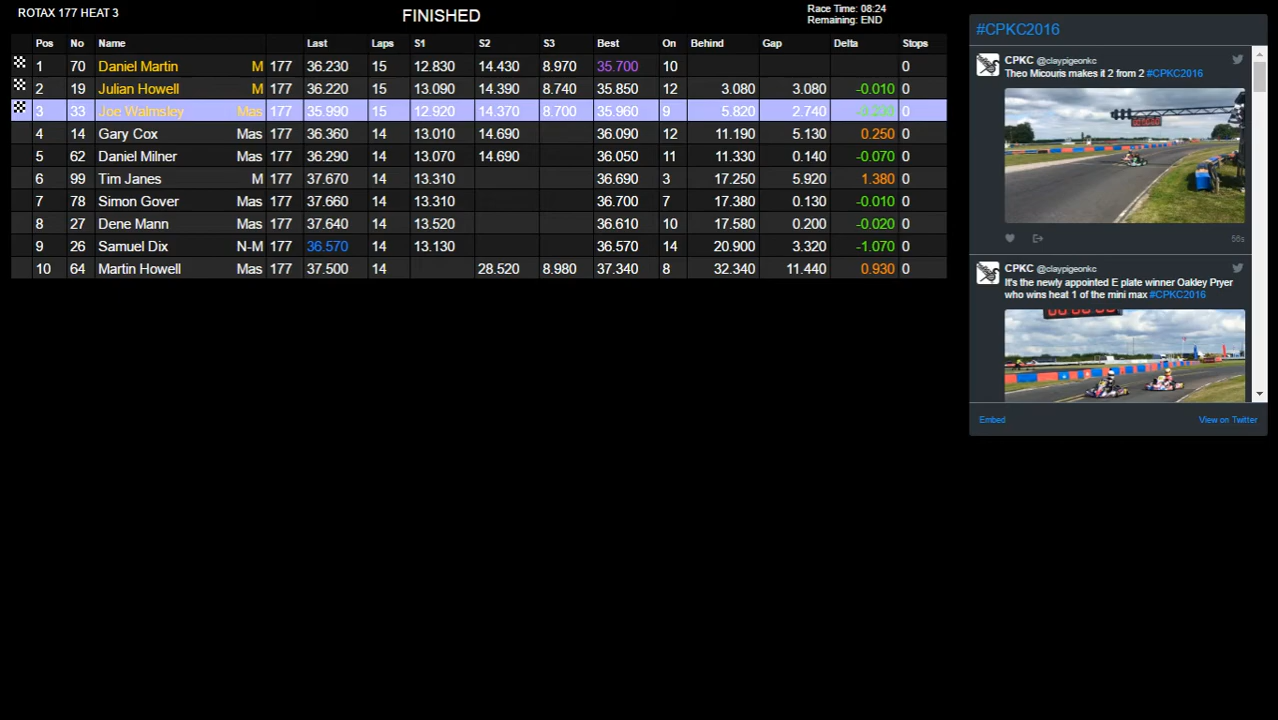 ROTAX 177 HEAT 3
FINISHED
Race Time: 08:24
Remaining: END
Pos No Name Last Laps S1 S2 S3 Best On Behind Gap Delta Stops
1 70 Daniel Martin M 177 36.230 15 12.830 14.430 8.970 35.700 10 0
2 19 Julian Howell M 177 36.220 15 13.090 14.390 8.740 35.850 12 3.080 3.080 -0.010 0
3 33 Joe Walmsley Mas 177 35.990 15 12.920 14.370 8.700 35.960 9 5.820 2.740 0
4 14 Gary Cox Mas 177 36.360 14 13.010 14.690 36.090 12 11.190 5.130 0.250 0
5 62 Daniel Milner Mas 177 36.290 14 13.070 14.690 36.050 11 11.330 0.140 -0.070 0
6 99 Tim Janes M 177 37.670 14 13.310 36.690 3 17.250 5.920 1.380 0
7 78 Simon Gover Mas 177 37.660 14 13.310 36.700 7 17.380 0.130 -0.010 0
8 27 Dene Mann Mas 177 37.640 14 13.520 36.610 10 17.580 0.200 -0.020 0
9 26 Samuel Dix N-M 177 36.570 14 13.130 36.570 14 20.900 3.320 -1.070 0
10 64 Martin Howell Mas 177 37.500 14 28.520 8.980 37.340 8 32.340 11.440 0.930 0
#CPKC2016
CPKC @claypigeonkc
Theo Micouris makes it 2 from 2 #CPKC2016
56s
CPKC @claypigeonkc
It's the newly appointed E plate winner Oakley Pryer
who wins heat 1 of the mini max #CPKC2016
Embed View on Twitter